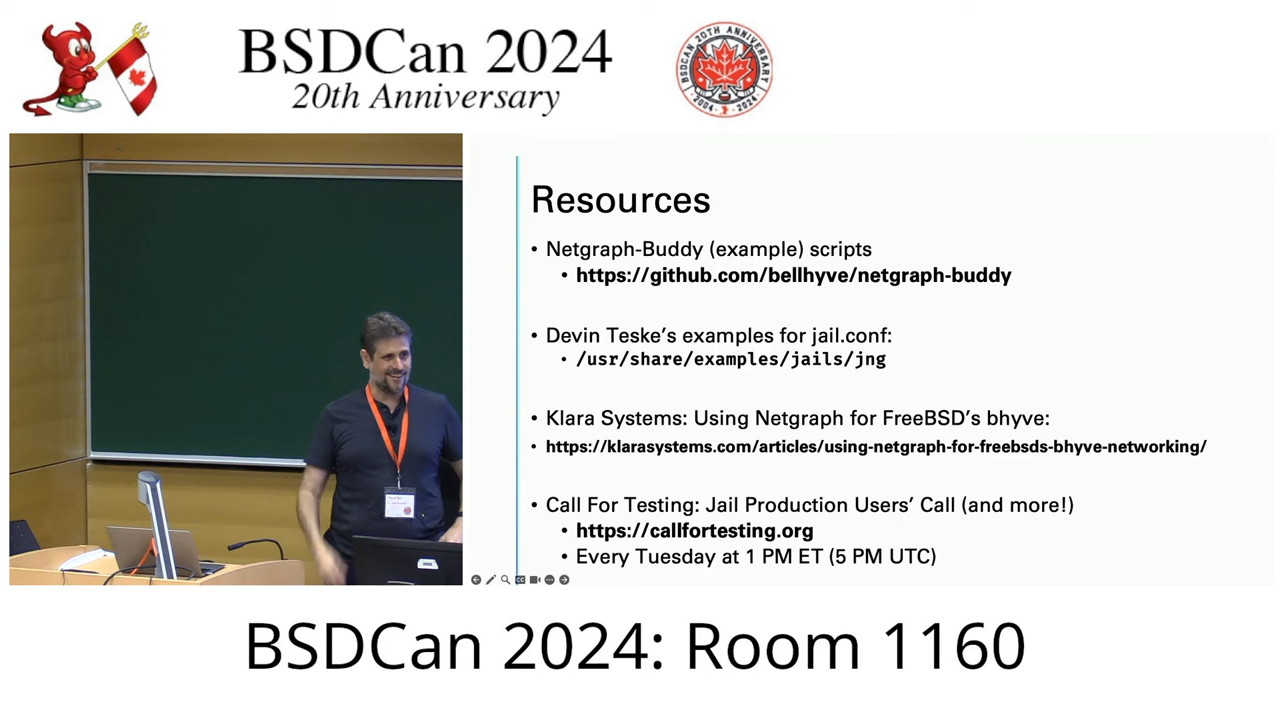 BSDCan 2024
20th Anniversary
BSDCAN 20TH ANNIVERSARY
2004 · 2024
Resources
• Netgraph-Buddy (example) scripts
• https://github.com/bellhyve/netgraph-buddy
• Devin Teske’s examples for jail.conf:
• /usr/share/examples/jails/jng
• Klara Systems: Using Netgraph for FreeBSD’s bhyve:
• https://klarasystems.com/articles/using-netgraph-for-freebsds-bhyve-networking/
• Call For Testing: Jail Production Users’ Call (and more!)
• https://callfortesting.org
• Every Tuesday at 1 PM ET (5 PM UTC)
BSDCan 2024: Room 1160